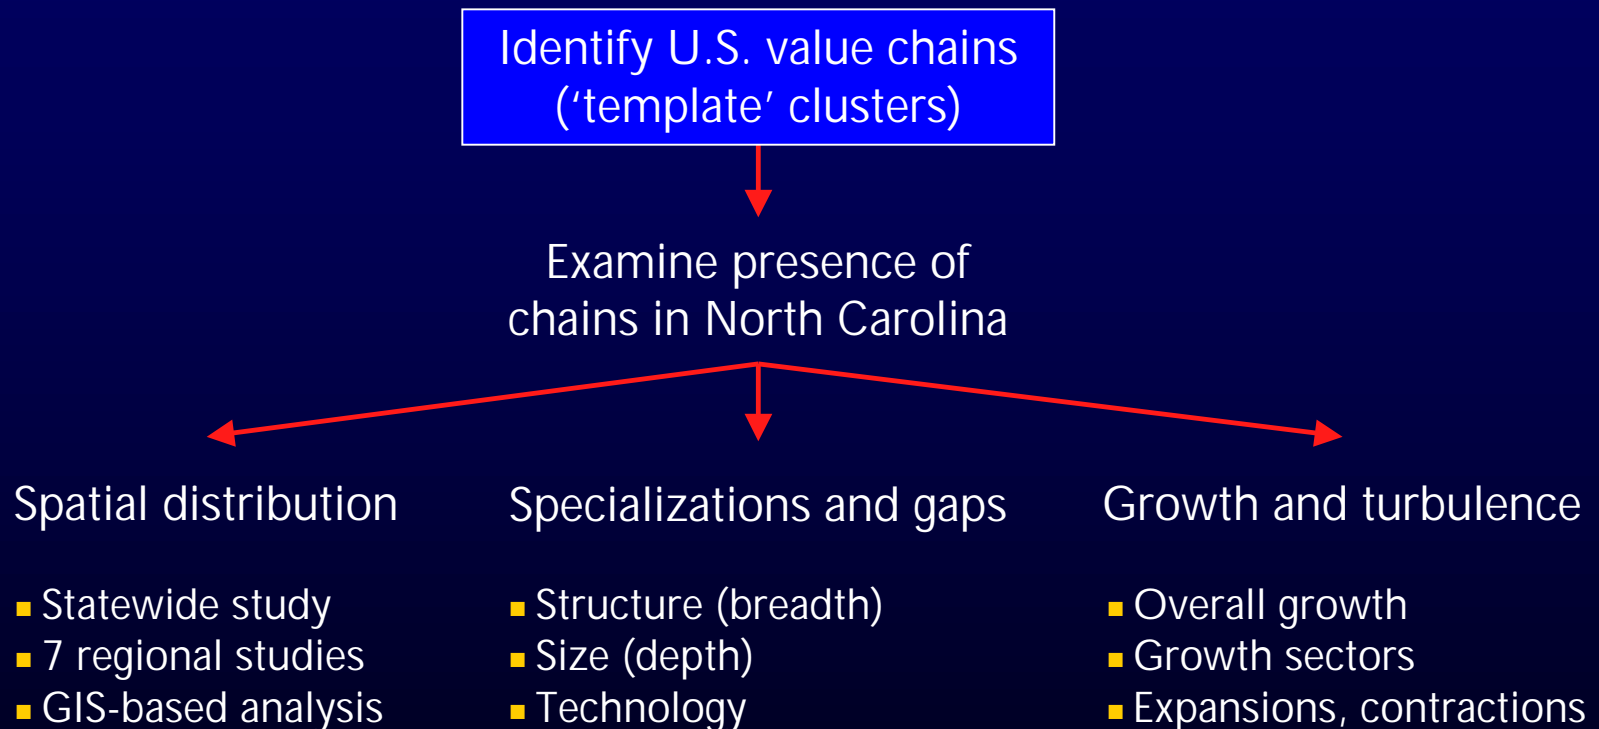 Identify U.S. value chains
(‘template’ clusters)
Examine presence of
chains in North Carolina
Spatial distribution
■ Statewide study
■ 7 regional studies
■ GIS-based analysis
Specializations and gaps
■ Structure (breadth)
■ Size (depth)
■ Technology
Growth and turbulence
■ Overall growth
■ Growth sectors
■ Expansions, contractions